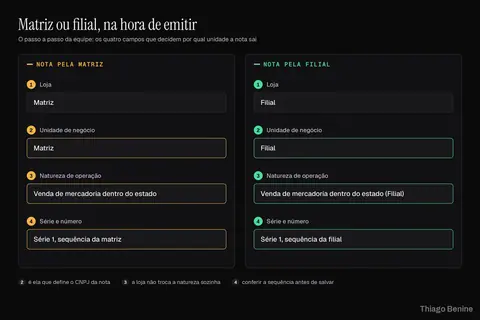 Matriz ou filial, na hora de emitir
O passo a passo da equipe: os quatro campos que decidem por qual unidade a nota sai
NOTA PELA MATRIZ
1 Loja
Matriz
2 Unidade de negócio
Matriz
3 Natureza de operação
Venda de mercadoria dentro do estado
4 Série e número
Série 1, sequência da matriz
NOTA PELA FILIAL
1 Loja
Filial
2 Unidade de negócio
Filial
3 Natureza de operação
Venda de mercadoria dentro do estado (Filial)
4 Série e número
Série 1, sequência da filial
2 é ela que define o CNPJ da nota 3 a loja não troca a natureza sozinha 4 conferir a sequência antes de salvar
Thiago Benine